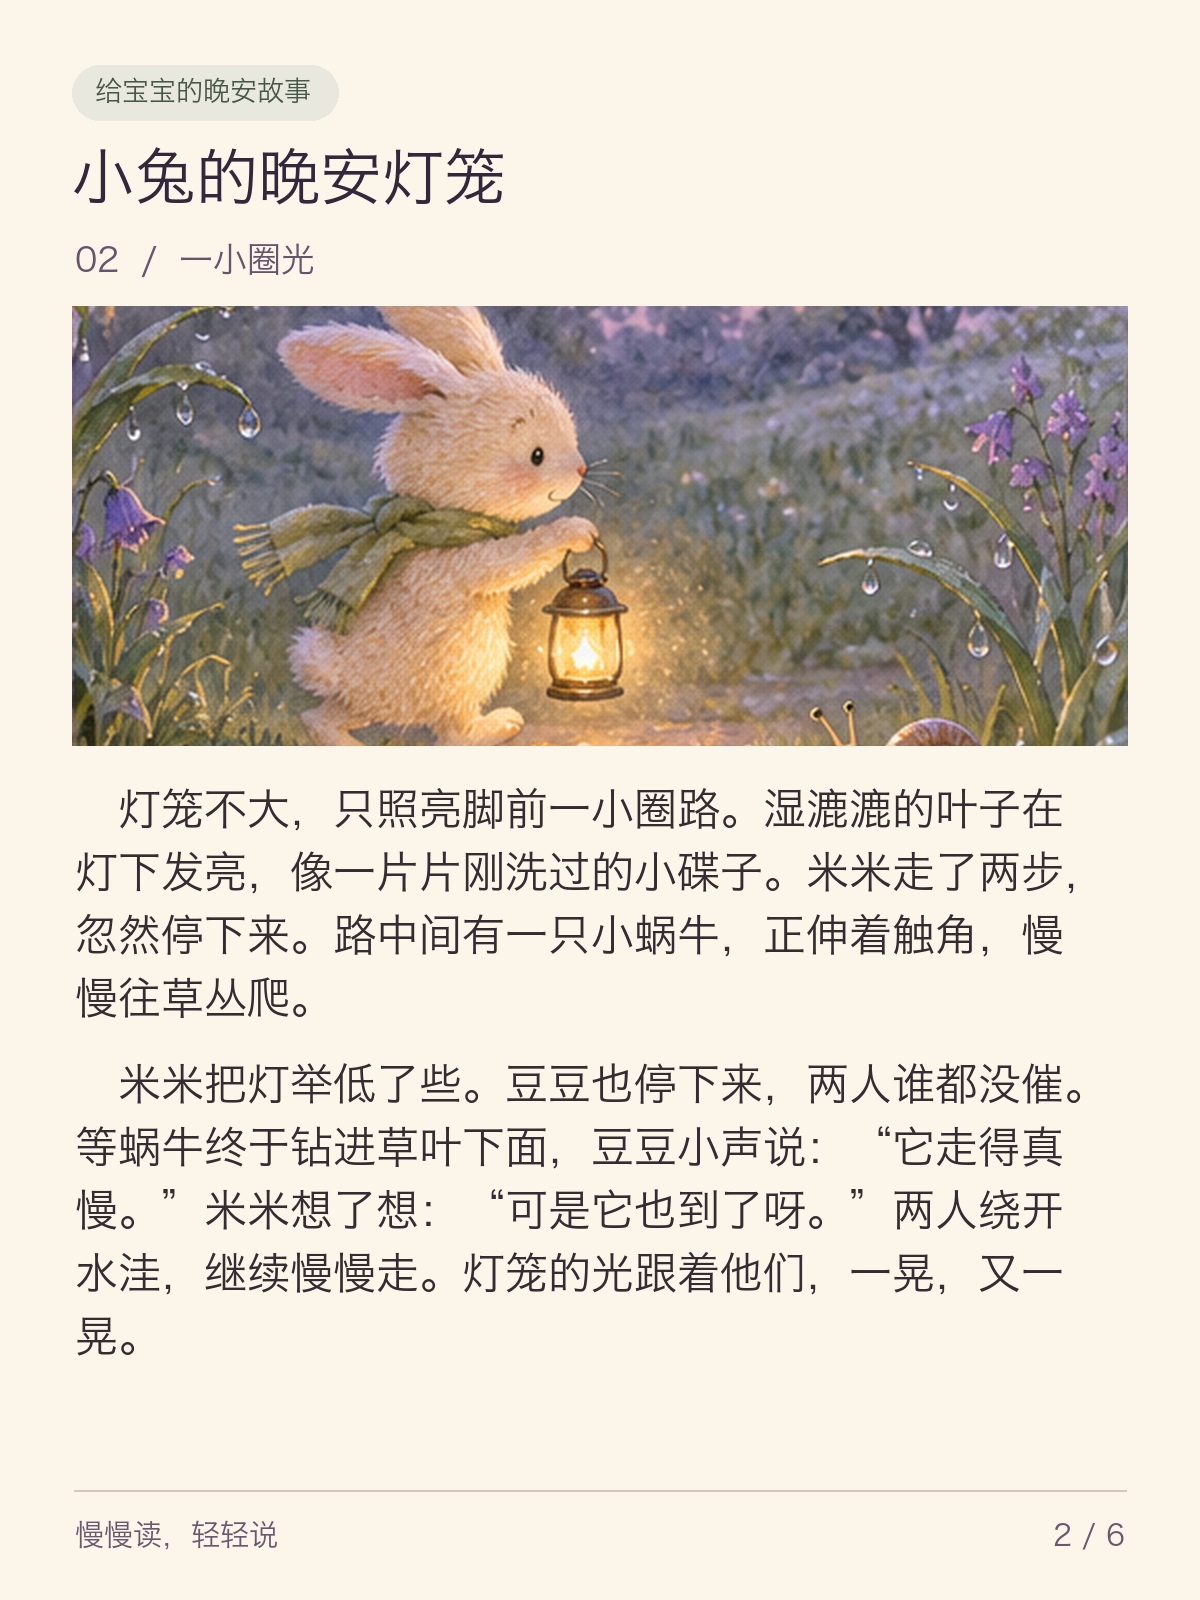 给宝宝的晚安故事
小兔的晚安灯笼
02 / 一小圈光
灯笼不大，只照亮脚前一小圈路。湿漉漉的叶子在
灯下发亮，像一片片刚洗过的小碟子。米米走了两步，
忽然停下来。路中间有一只小蜗牛，正伸着触角，慢
慢往草丛爬。
米米把灯举低了些。豆豆也停下来，两人谁都没催。
等蜗牛终于钻进草叶下面，豆豆小声说：“它走得真
慢。”米米想了想：“可是它也到了呀。”两人绕开
水洼，继续慢慢走。灯笼的光跟着他们，一晃，又一
晃。
慢慢读，轻轻说
2 / 6